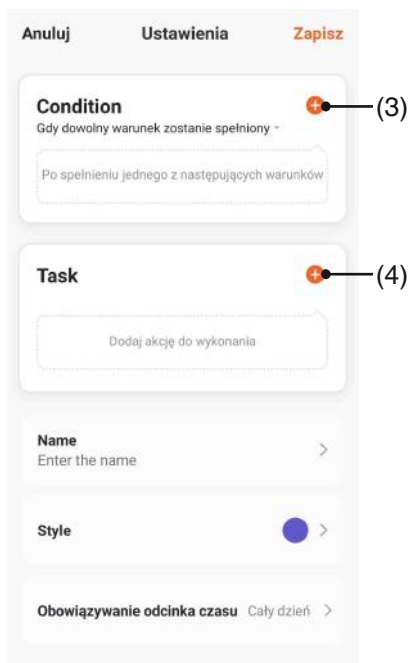 Anuluj Ustawienia Zapisz
Condition
(3)
Gdy dowolny warunek zostanie spełniony
Po spełnieniu jednego z następujących warunków
Task
(4)
Dodaj akcję do wykonania
Name
Enter the name
Style
Obowiązywanie odcinka czasu Cały dzień